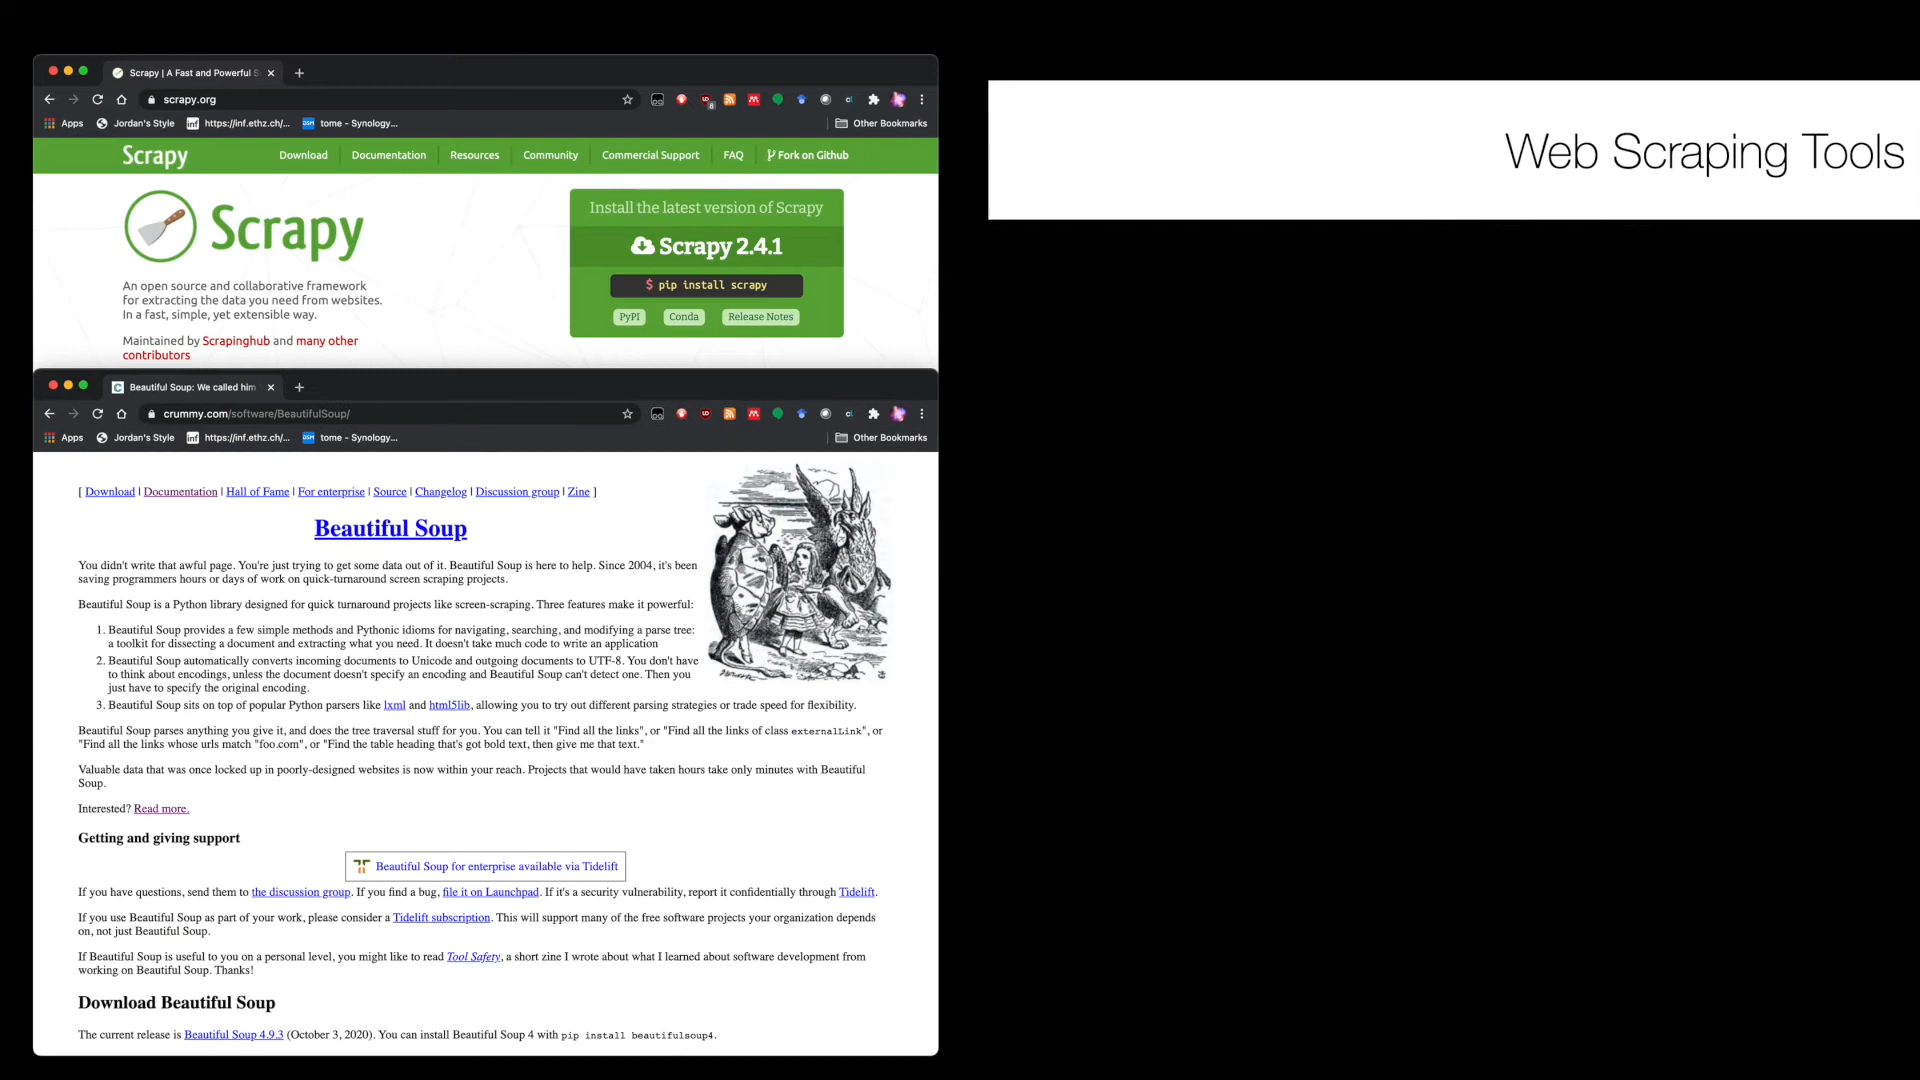 Scrapy | A Fast and Powerful S
scrapy.org
Apps Jordan's Style https://inf.ethz.ch/... tome - Synology... Other Bookmarks
Scrapy Download Documentation Resources Community Commercial Support FAQ Fork on Github
Scrapy
An open source and collaborative framework
for extracting the data you need from websites.
In a fast, simple, yet extensible way.
Maintained by Scrapinghub and many other
contributors
Install the latest version of Scrapy
Scrapy 2.4.1
$ pip install scrapy
PyPI Conda Release Notes
Beautiful Soup: We called him
crummy.com/software/BeautifulSoup/
Apps Jordan's Style https://inf.ethz.ch/... tome - Synology... Other Bookmarks
[ Download | Documentation | Hall of Fame | For enterprise | Source | Changelog | Discussion group | Zine ]
Beautiful Soup
You didn't write that awful page. You're just trying to get some data out of it. Beautiful Soup is here to help. Since 2004, it's been
saving programmers hours or days of work on quick-turnaround screen scraping projects.
Beautiful Soup is a Python library designed for quick turnaround projects like screen-scraping. Three features make it powerful:
1. Beautiful Soup provides a few simple methods and Pythonic idioms for navigating, searching, and modifying a parse tree:
a toolkit for dissecting a document and extracting what you need. It doesn't take much code to write an application
2. Beautiful Soup automatically converts incoming documents to Unicode and outgoing documents to UTF-8. You don't have
to think about encodings, unless the document doesn't specify an encoding and Beautiful Soup can't detect one. Then you
just have to specify the original encoding.
3. Beautiful Soup sits on top of popular Python parsers like lxml and html5lib, allowing you to try out different parsing strategies or trade speed for flexibility.
Beautiful Soup parses anything you give it, and does the tree traversal stuff for you. You can tell it "Find all the links", or "Find all the links of class externalLink", or
"Find all the links whose urls match "foo.com", or "Find the table heading that's got bold text, then give me that text."
Valuable data that was once locked up in poorly-designed websites is now within your reach. Projects that would have taken hours take only minutes with Beautiful
Soup.
Interested? Read more.
Getting and giving support
Beautiful Soup for enterprise available via Tidelift
If you have questions, send them to the discussion group. If you find a bug, file it on Launchpad. If it's a security vulnerability, report it confidentially through Tidelift.
If you use Beautiful Soup as part of your work, please consider a Tidelift subscription. This will support many of the free software projects your organization depends
on, not just Beautiful Soup.
If Beautiful Soup is useful to you on a personal level, you might like to read Tool Safety, a short zine I wrote about what I learned about software development from
working on Beautiful Soup. Thanks!
Download Beautiful Soup
The current release is Beautiful Soup 4.9.3 (October 3, 2020). You can install Beautiful Soup 4 with pip install beautifulsoup4.
Web Scraping Tools